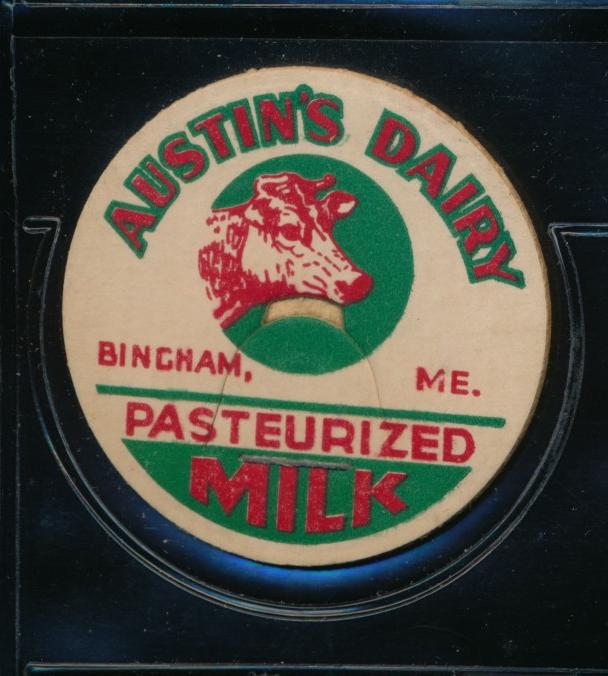 AUSTIN'S DAIRY
BINGHAM, ME.
PASTEURIZED
MILK